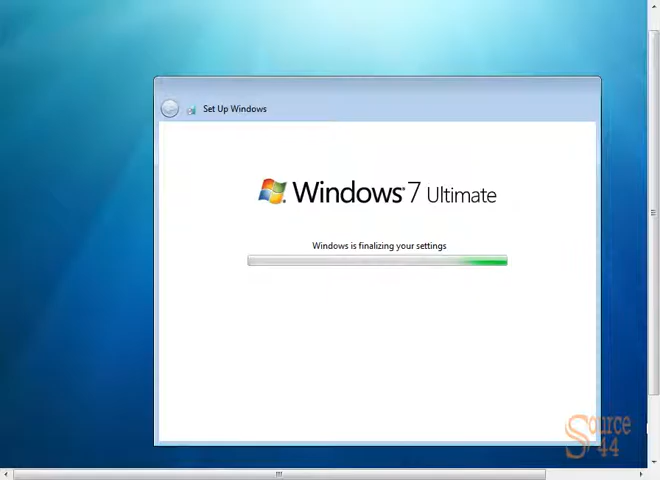 Set Up Windows
Windows 7 Ultimate
Windows is finalizing your settings
Source
44